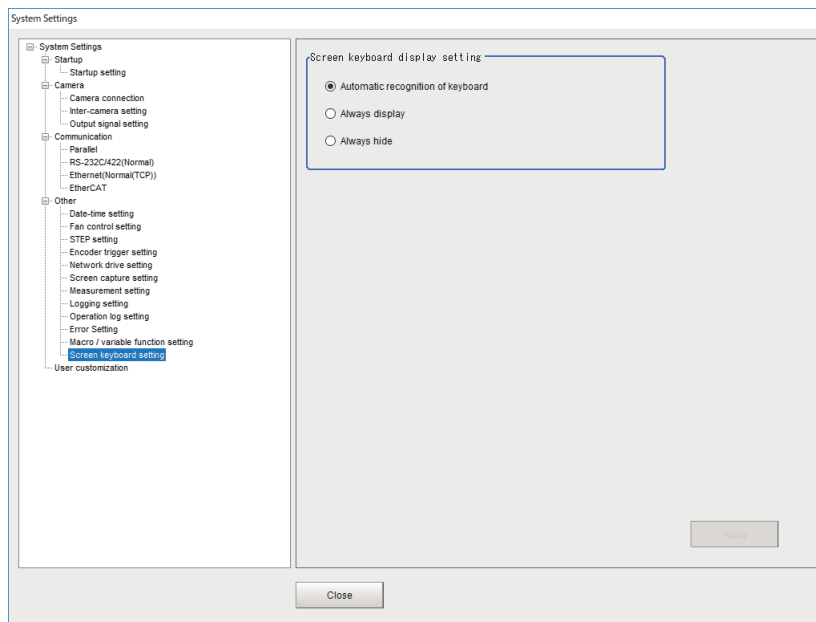 System Settings
System Settings
Startup
Startup setting
Camera
Camera connection
Inter-camera setting
Output signal setting
Communication
Parallel
RS-232C/422(Normal)
Ethernet(Normal(TCP))
EtherCAT
Other
Date-time setting
Fan control setting
STEP setting
Encoder trigger setting
Network drive setting
Screen capture setting
Measurement setting
Logging setting
Operation log setting
Error Setting
Macro / variable function setting
Screen keyboard setting
User customization
Screen keyboard display setting
Automatic recognition of keyboard
Always display
Always hide
Apply
Close